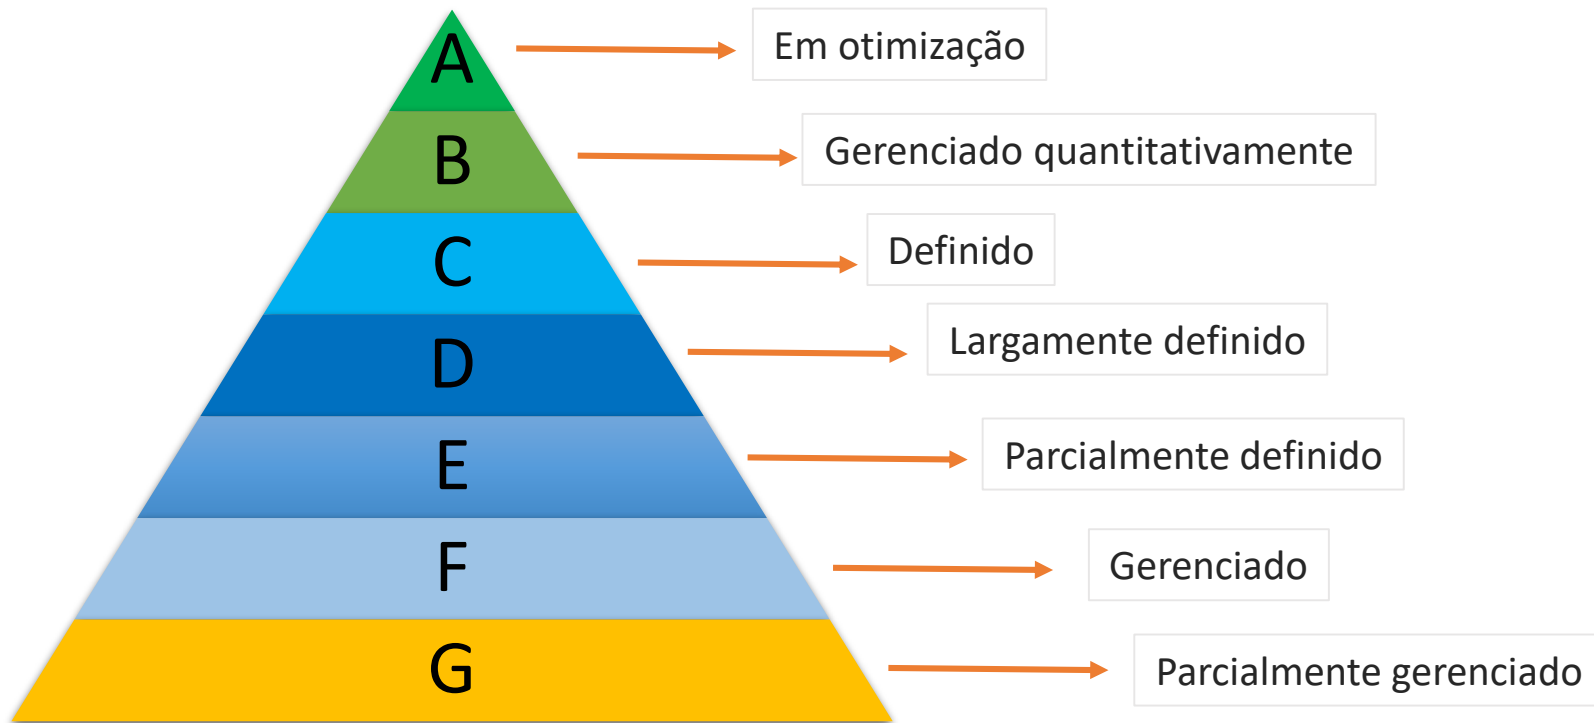 A
Em otimização
B
Gerenciado quantitativamente
C
Definido
D
Largamente definido
E
Parcialmente definido
F
Gerenciado
G
Parcialmente gerenciado